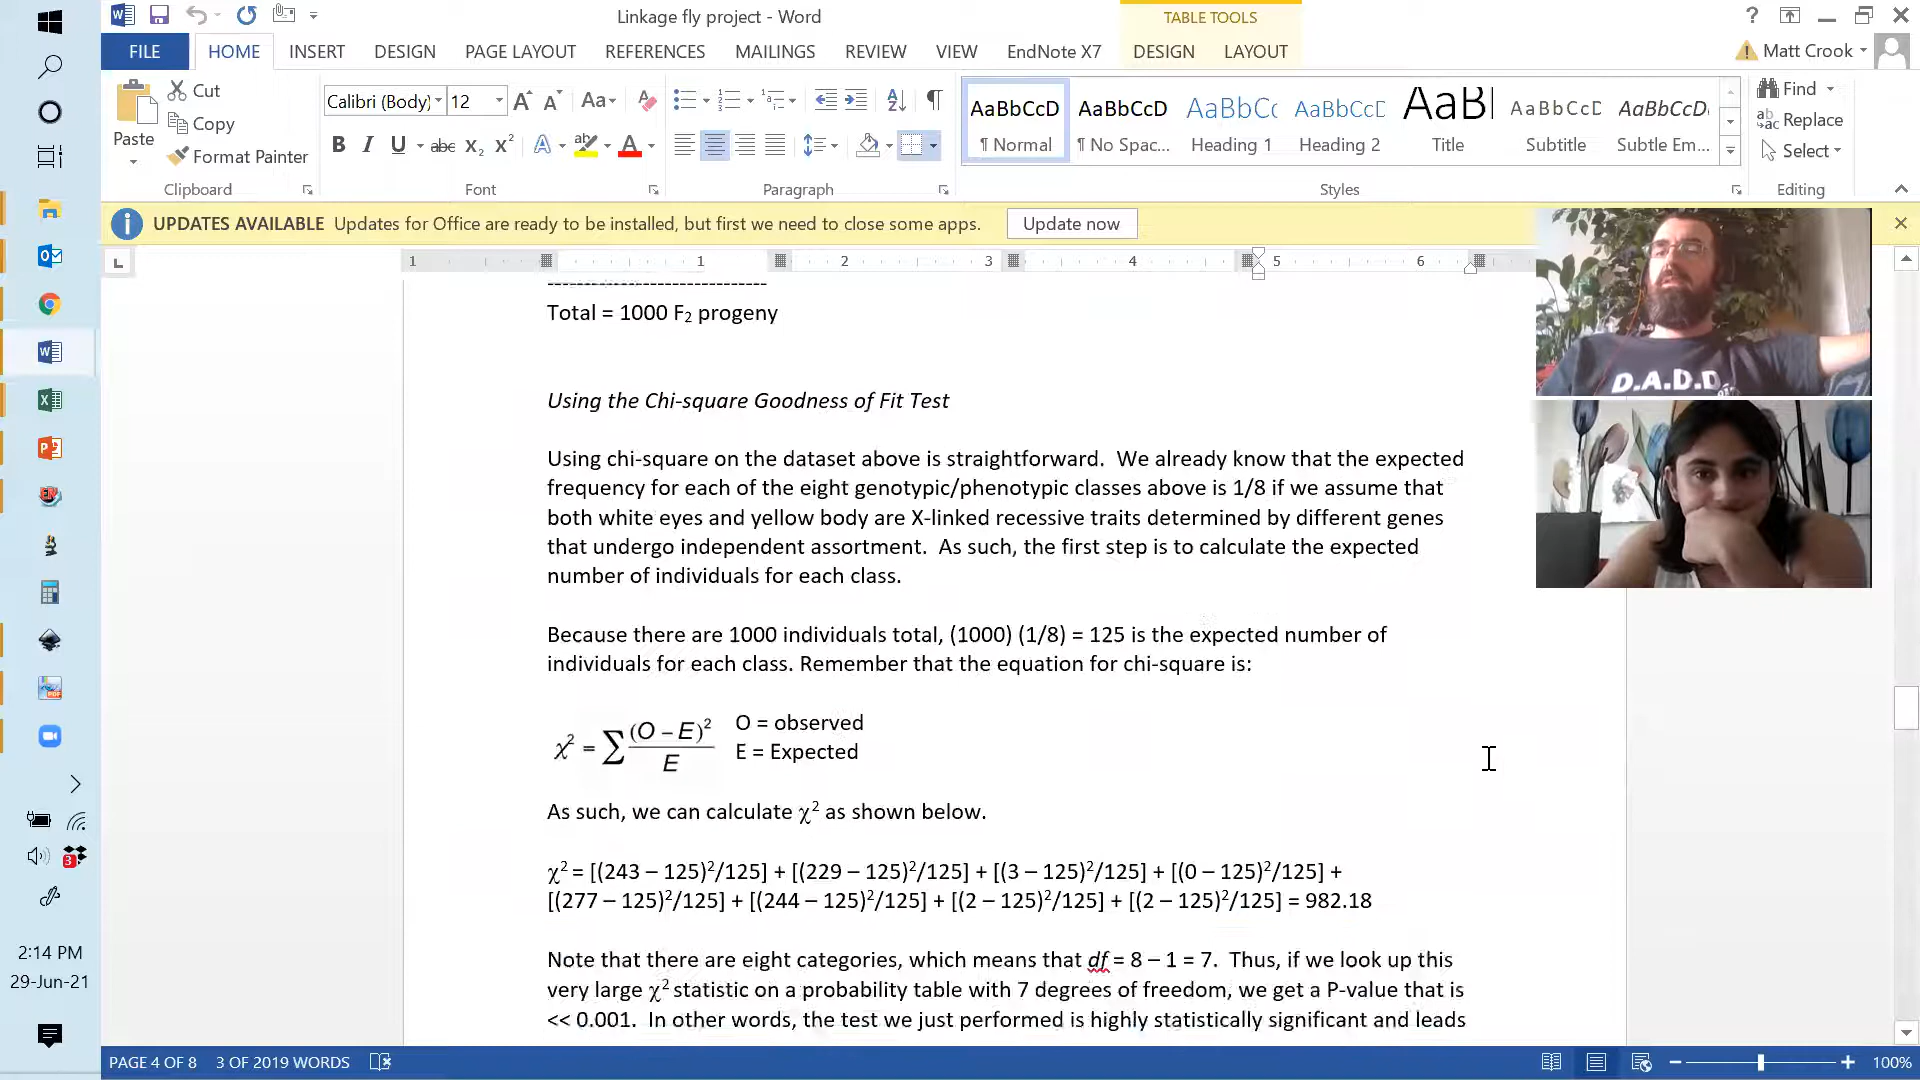 Linkage fly project - Word
TABLE TOOLS
FILE HOME INSERT DESIGN PAGE LAYOUT REFERENCES MAILINGS REVIEW VIEW EndNote X7 DESIGN LAYOUT
Matt Crook
Paste
Cut
Copy
Format Painter
Clipboard
Calibri (Body) 12
Font
Paragraph
AaBbCcD AaBbCcD AaBbCc AaBbCcD AaBl AaBbCcD AaBbCcD
¶ Normal ¶ No Spac... Heading 1 Heading 2 Title Subtitle Subtle Em...
Styles
Find
Replace
Select
Editing
UPDATES AVAILABLE Updates for Office are ready to be installed, but first we need to close some apps. Update now
1 1 2 3 4 5 6
D.A.D.D.
Total = 1000 F₂ progeny
Using the Chi-square Goodness of Fit Test
Using chi-square on the dataset above is straightforward. We already know that the expected
frequency for each of the eight genotypic/phenotypic classes above is 1/8 if we assume that
both white eyes and yellow body are X-linked recessive traits determined by different genes
that undergo independent assortment. As such, the first step is to calculate the expected
number of individuals for each class.
Because there are 1000 individuals total, (1000) (1/8) = 125 is the expected number of
individuals for each class. Remember that the equation for chi-square is:
χ² = ∑ (O – E)² / E
O = observed
E = Expected
As such, we can calculate χ² as shown below.
χ² = [(243 – 125)²/125] + [(229 – 125)²/125] + [(3 – 125)²/125] + [(0 – 125)²/125] +
[(277 – 125)²/125] + [(244 – 125)²/125] + [(2 – 125)²/125] + [(2 – 125)²/125] = 982.18
Note that there are eight categories, which means that df = 8 – 1 = 7. Thus, if we look up this
very large χ² statistic on a probability table with 7 degrees of freedom, we get a P-value that is
<< 0.001. In other words, the test we just performed is highly statistically significant and leads
3
2:14 PM
29-Jun-21
PAGE 4 OF 8 3 OF 2019 WORDS 100%